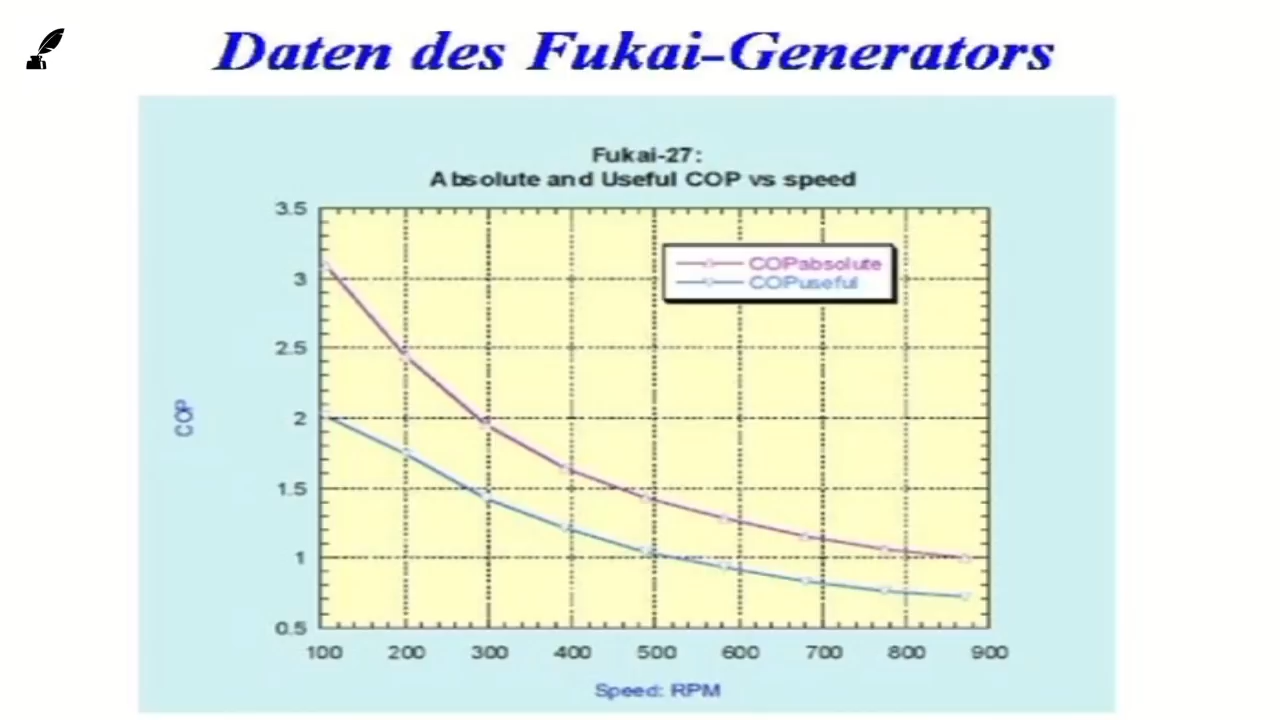 Daten des Fukai-Generators
Fukai-27:
Absolute and Useful COP vs speed
3.5
3
2.5
2
1.5
1
0.5
COP
COPabsolute
COPuseful
100 200 300 400 500 600 700 800 900
Speed: RPM